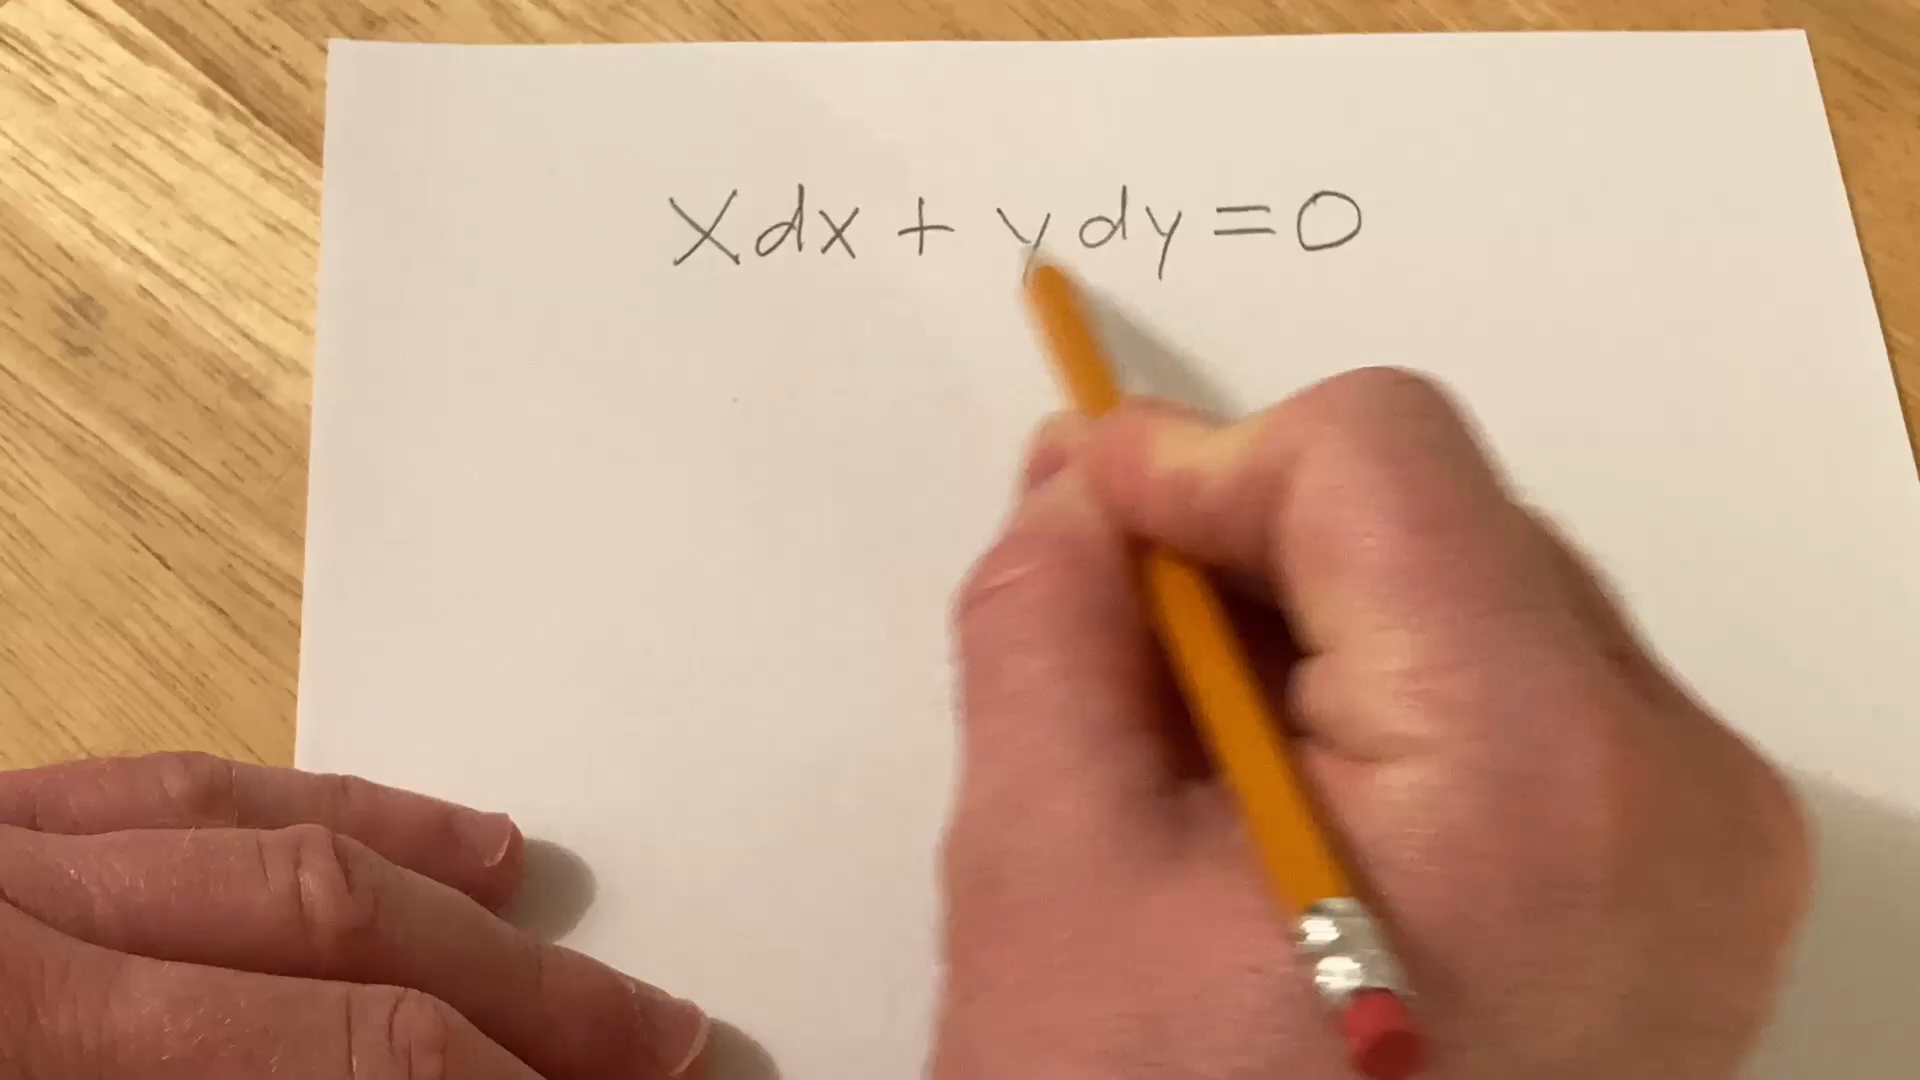 xdx + ydy = 0